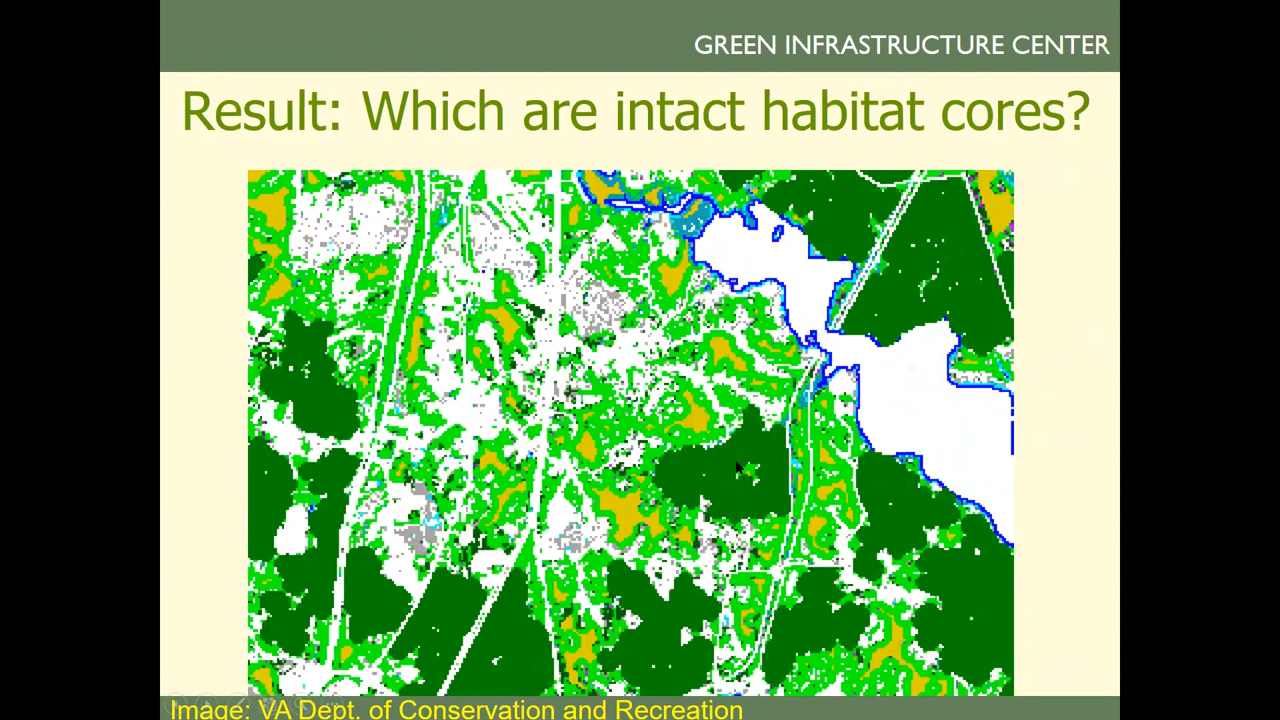 GREEN INFRASTRUCTURE CENTER
Result: Which are intact habitat cores?
Image: VA Dept. of Conservation and Recreation